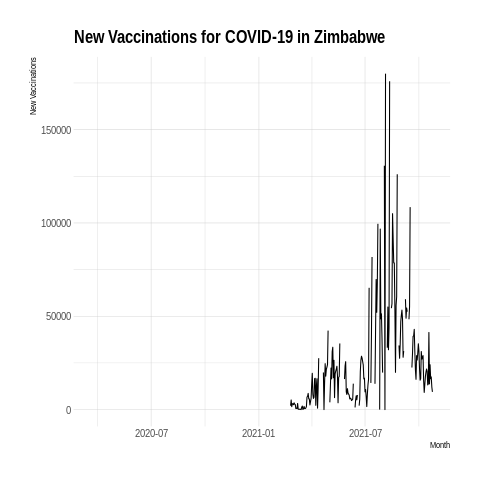 New Vaccinations for COVID-19 in Zimbabwe
New Vaccinations
150000
100000
50000
0
2020-07
2021-01
2021-07
Month